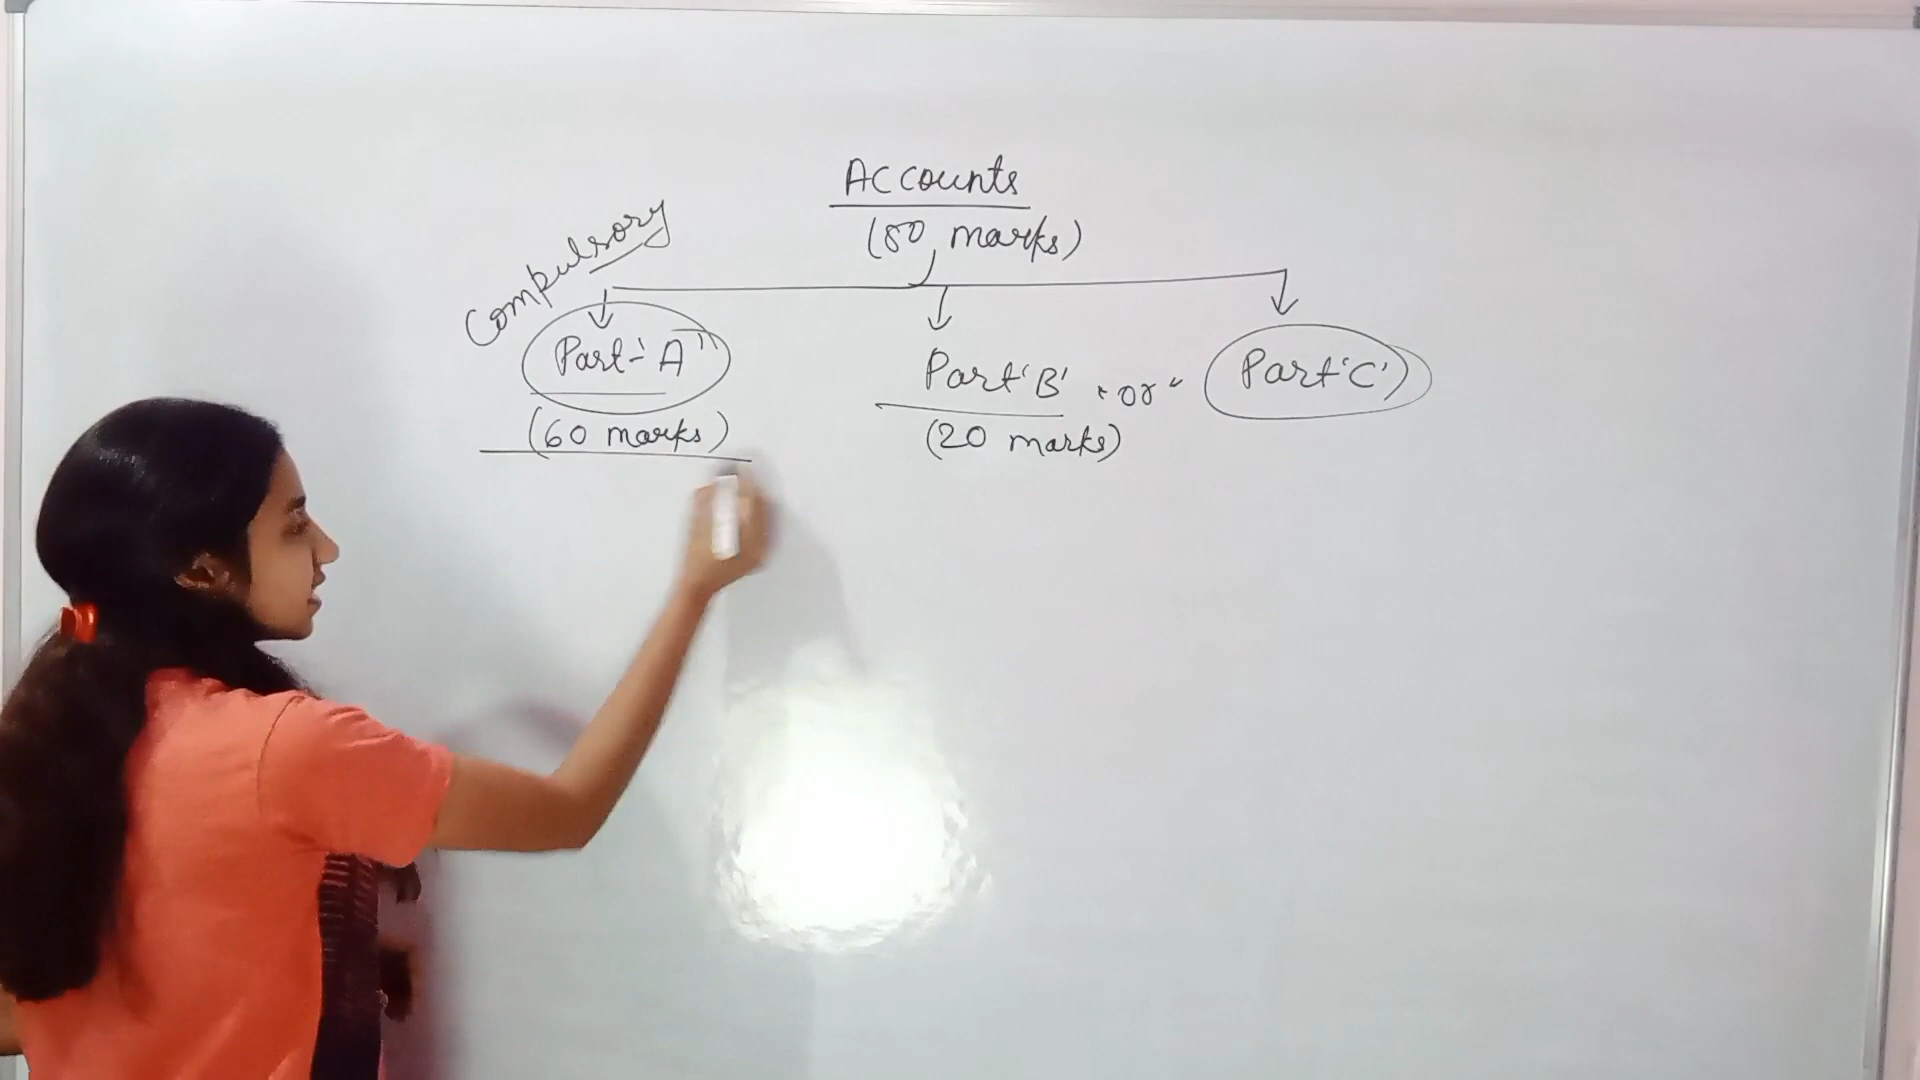 Accounts
(80 marks)
Compulsory
Part-'A"
(60 marks)
Part 'B' "or" Part 'C'
(20 marks)